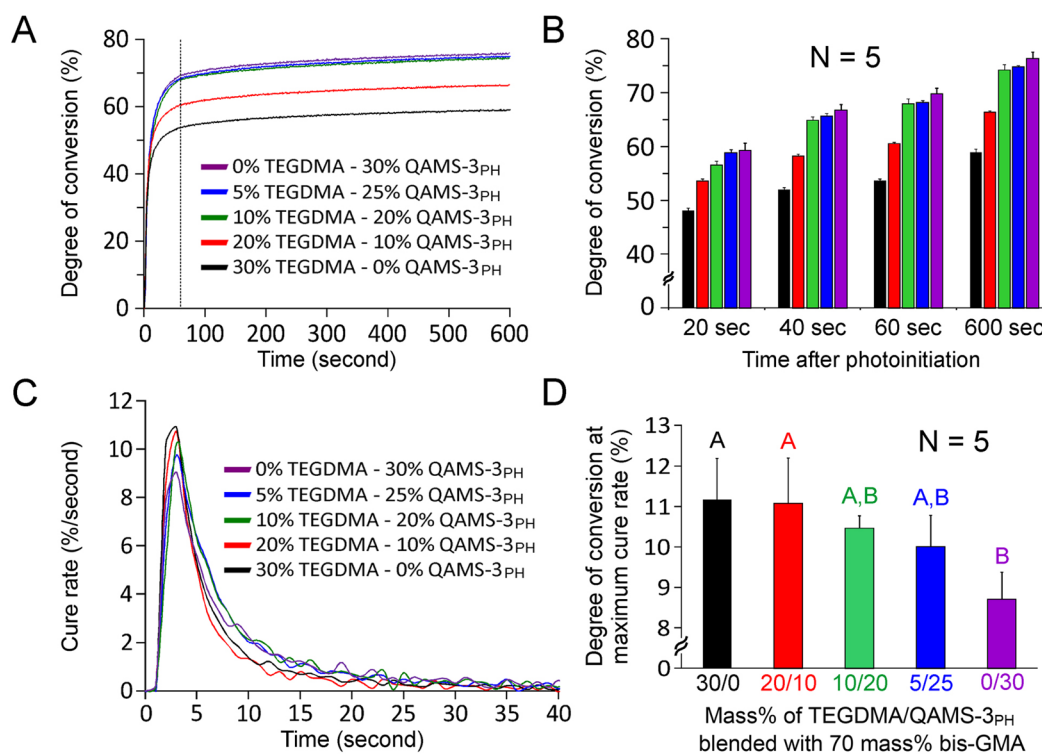 A
Degree of conversion (%)
80
60
40
20
0
0% TEGDMA - 30% QAMS-3PH
5% TEGDMA - 25% QAMS-3PH
10% TEGDMA - 20% QAMS-3PH
20% TEGDMA - 10% QAMS-3PH
30% TEGDMA - 0% QAMS-3PH
0 100 200 300 400 500 600
Time (second)
B
N = 5
Degree of conversion (%)
80
70
60
50
40
0
20 sec 40 sec 60 sec 600 sec
Time after photoinitiation
C
Cure rate (%/second)
12
10
8
6
4
2
0
0% TEGDMA - 30% QAMS-3PH
5% TEGDMA - 25% QAMS-3PH
10% TEGDMA - 20% QAMS-3PH
20% TEGDMA - 10% QAMS-3PH
30% TEGDMA - 0% QAMS-3PH
0 5 10 15 20 25 30 35 40
Time (second)
D
N = 5
Degree of conversion at
maximum cure rate (%)
13
12
11
10
9
8
0
A A A,B A,B B
30/0 20/10 10/20 5/25 0/30
Mass% of TEGDMA/QAMS-3PH
blended with 70 mass% bis-GMA